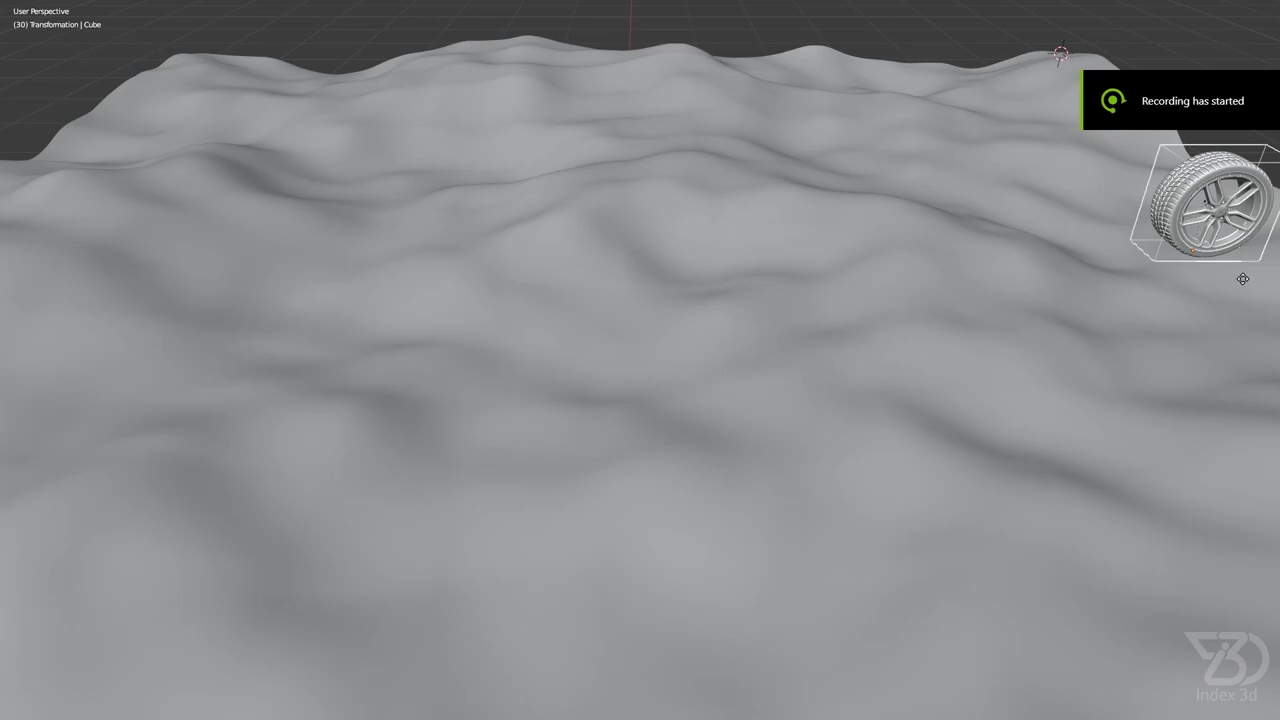 User Perspective
(30) Transformation | Cube
Recording has started
Index 3d